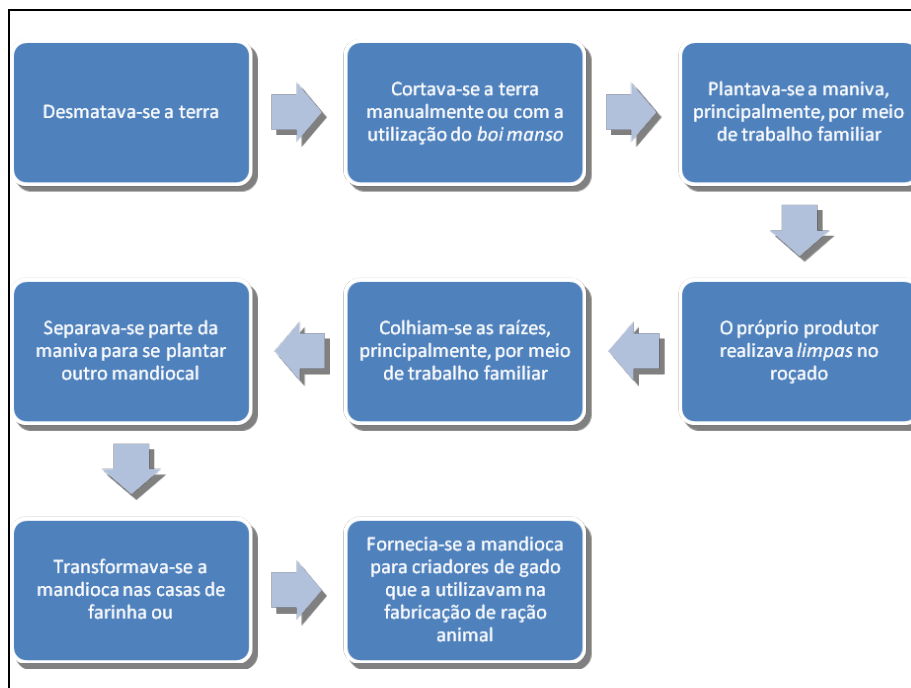 Desmatava-se a terra
Cortava-se a terra
manualmente ou com a
utilização do boi manso
Plantava-se a maniva,
principalmente, por meio
de trabalho familiar
O próprio produtor
realizava limpas no
roçado
Colhiam-se as raízes,
principalmente, por meio
de trabalho familiar
Separava-se parte da
maniva para se plantar
outro mandiocal
Transformava-se a
mandioca nas casas de
farinha ou
Fornecia-se a mandioca
para criadores de gado
que a utilizavam na
fabricação de ração
animal